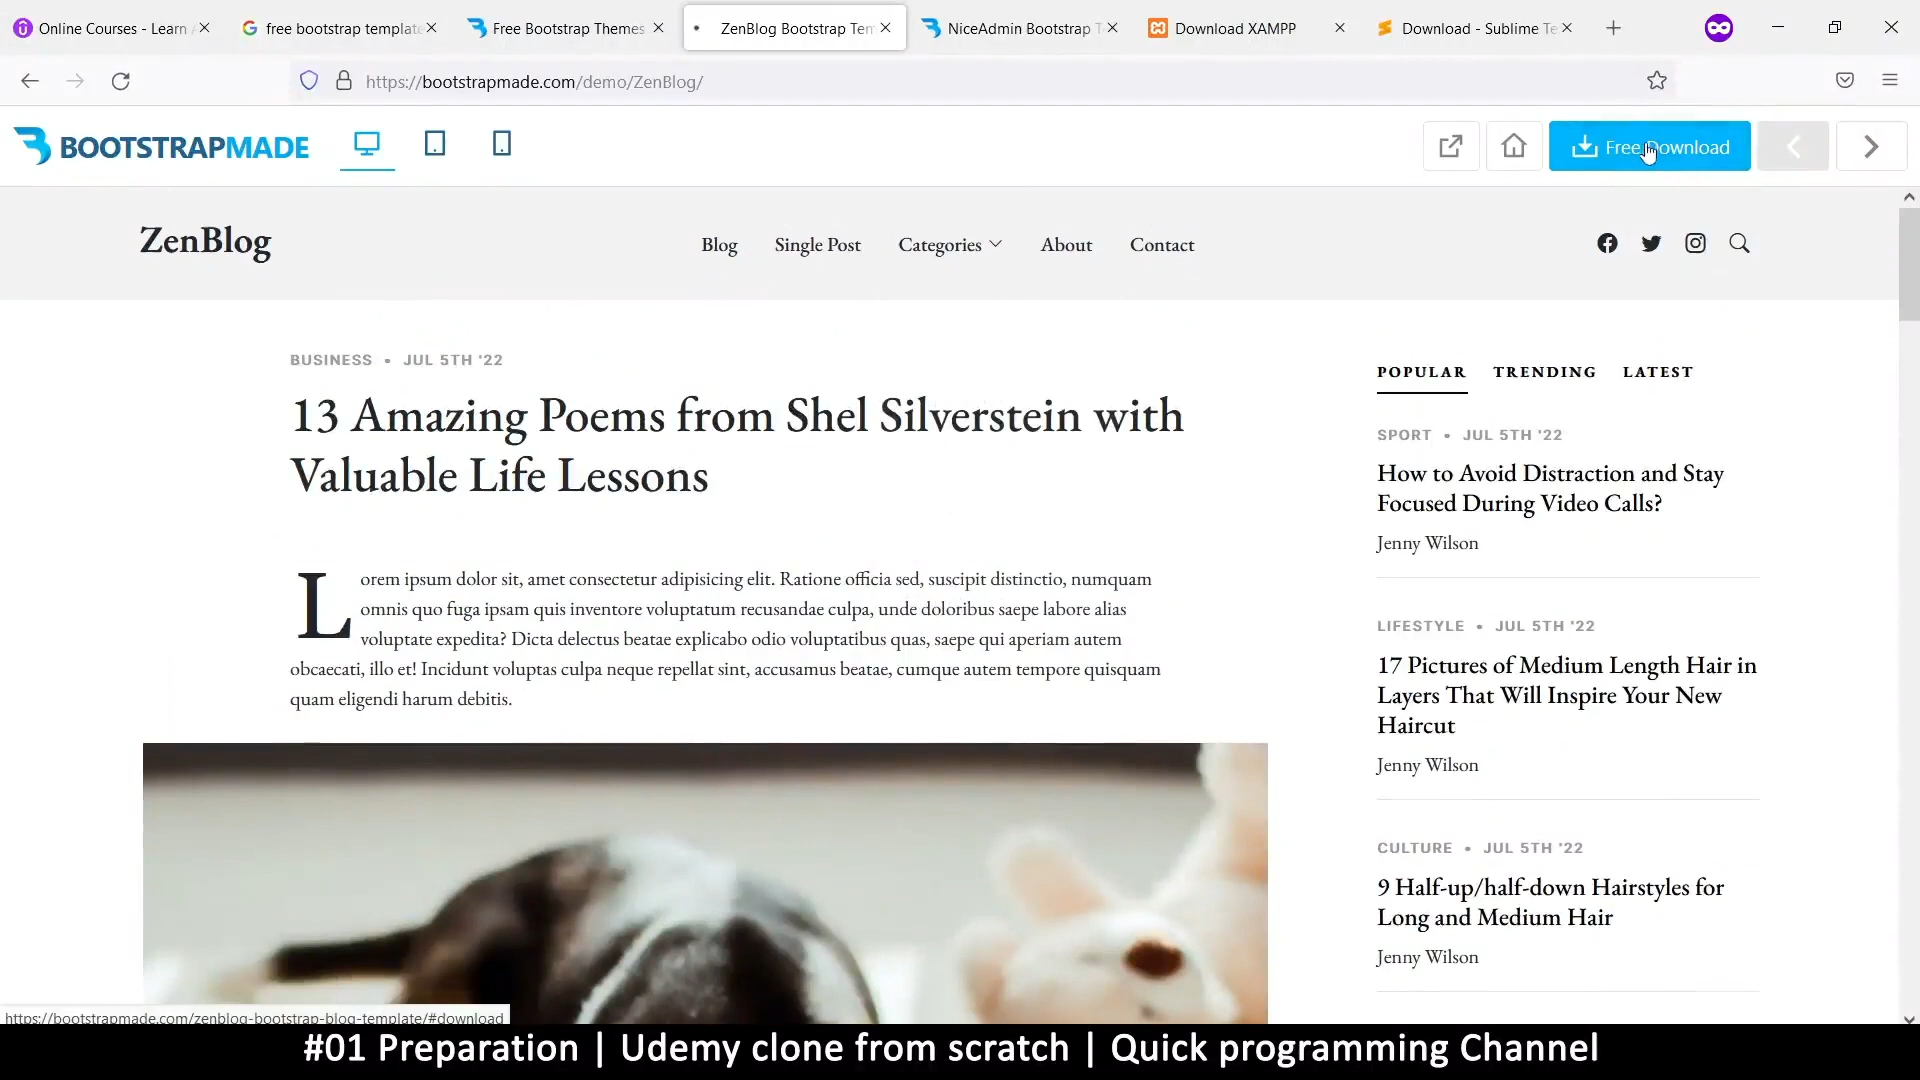 Online Courses - Learn
free bootstrap template
Free Bootstrap Themes
ZenBlog Bootstrap Tem
NiceAdmin Bootstrap T
Download XAMPP
Download - Sublime Te
https://bootstrapmade.com/demo/ZenBlog/
BOOTSTRAPMADE
Free Download
ZenBlog
Blog
Single Post
Categories
About
Contact
BUSINESS • JUL 5TH '22
13 Amazing Poems from Shel Silverstein with
Valuable Life Lessons
Lorem ipsum dolor sit, amet consectetur adipisicing elit. Ratione officia sed, suscipit distinctio, numquam
omnis quo fuga ipsam quis inventore voluptatum recusandae culpa, unde doloribus saepe labore alias
voluptate expedita? Dicta delectus beatae explicabo odio voluptatibus quas, saepe qui aperiam autem
obcaecati, illo et! Incidunt voluptas culpa neque repellat sint, accusamus beatae, cumque autem tempore quisquam
quam eligendi harum debitis.
POPULAR
TRENDING
LATEST
SPORT • JUL 5TH '22
How to Avoid Distraction and Stay
Focused During Video Calls?
Jenny Wilson
LIFESTYLE • JUL 5TH '22
17 Pictures of Medium Length Hair in
Layers That Will Inspire Your New
Haircut
Jenny Wilson
CULTURE • JUL 5TH '22
9 Half-up/half-down Hairstyles for
Long and Medium Hair
Jenny Wilson
https://bootstrapmade.com/zenblog-bootstrap-blog-template/#download
#01 Preparation | Udemy clone from scratch | Quick programming Channel